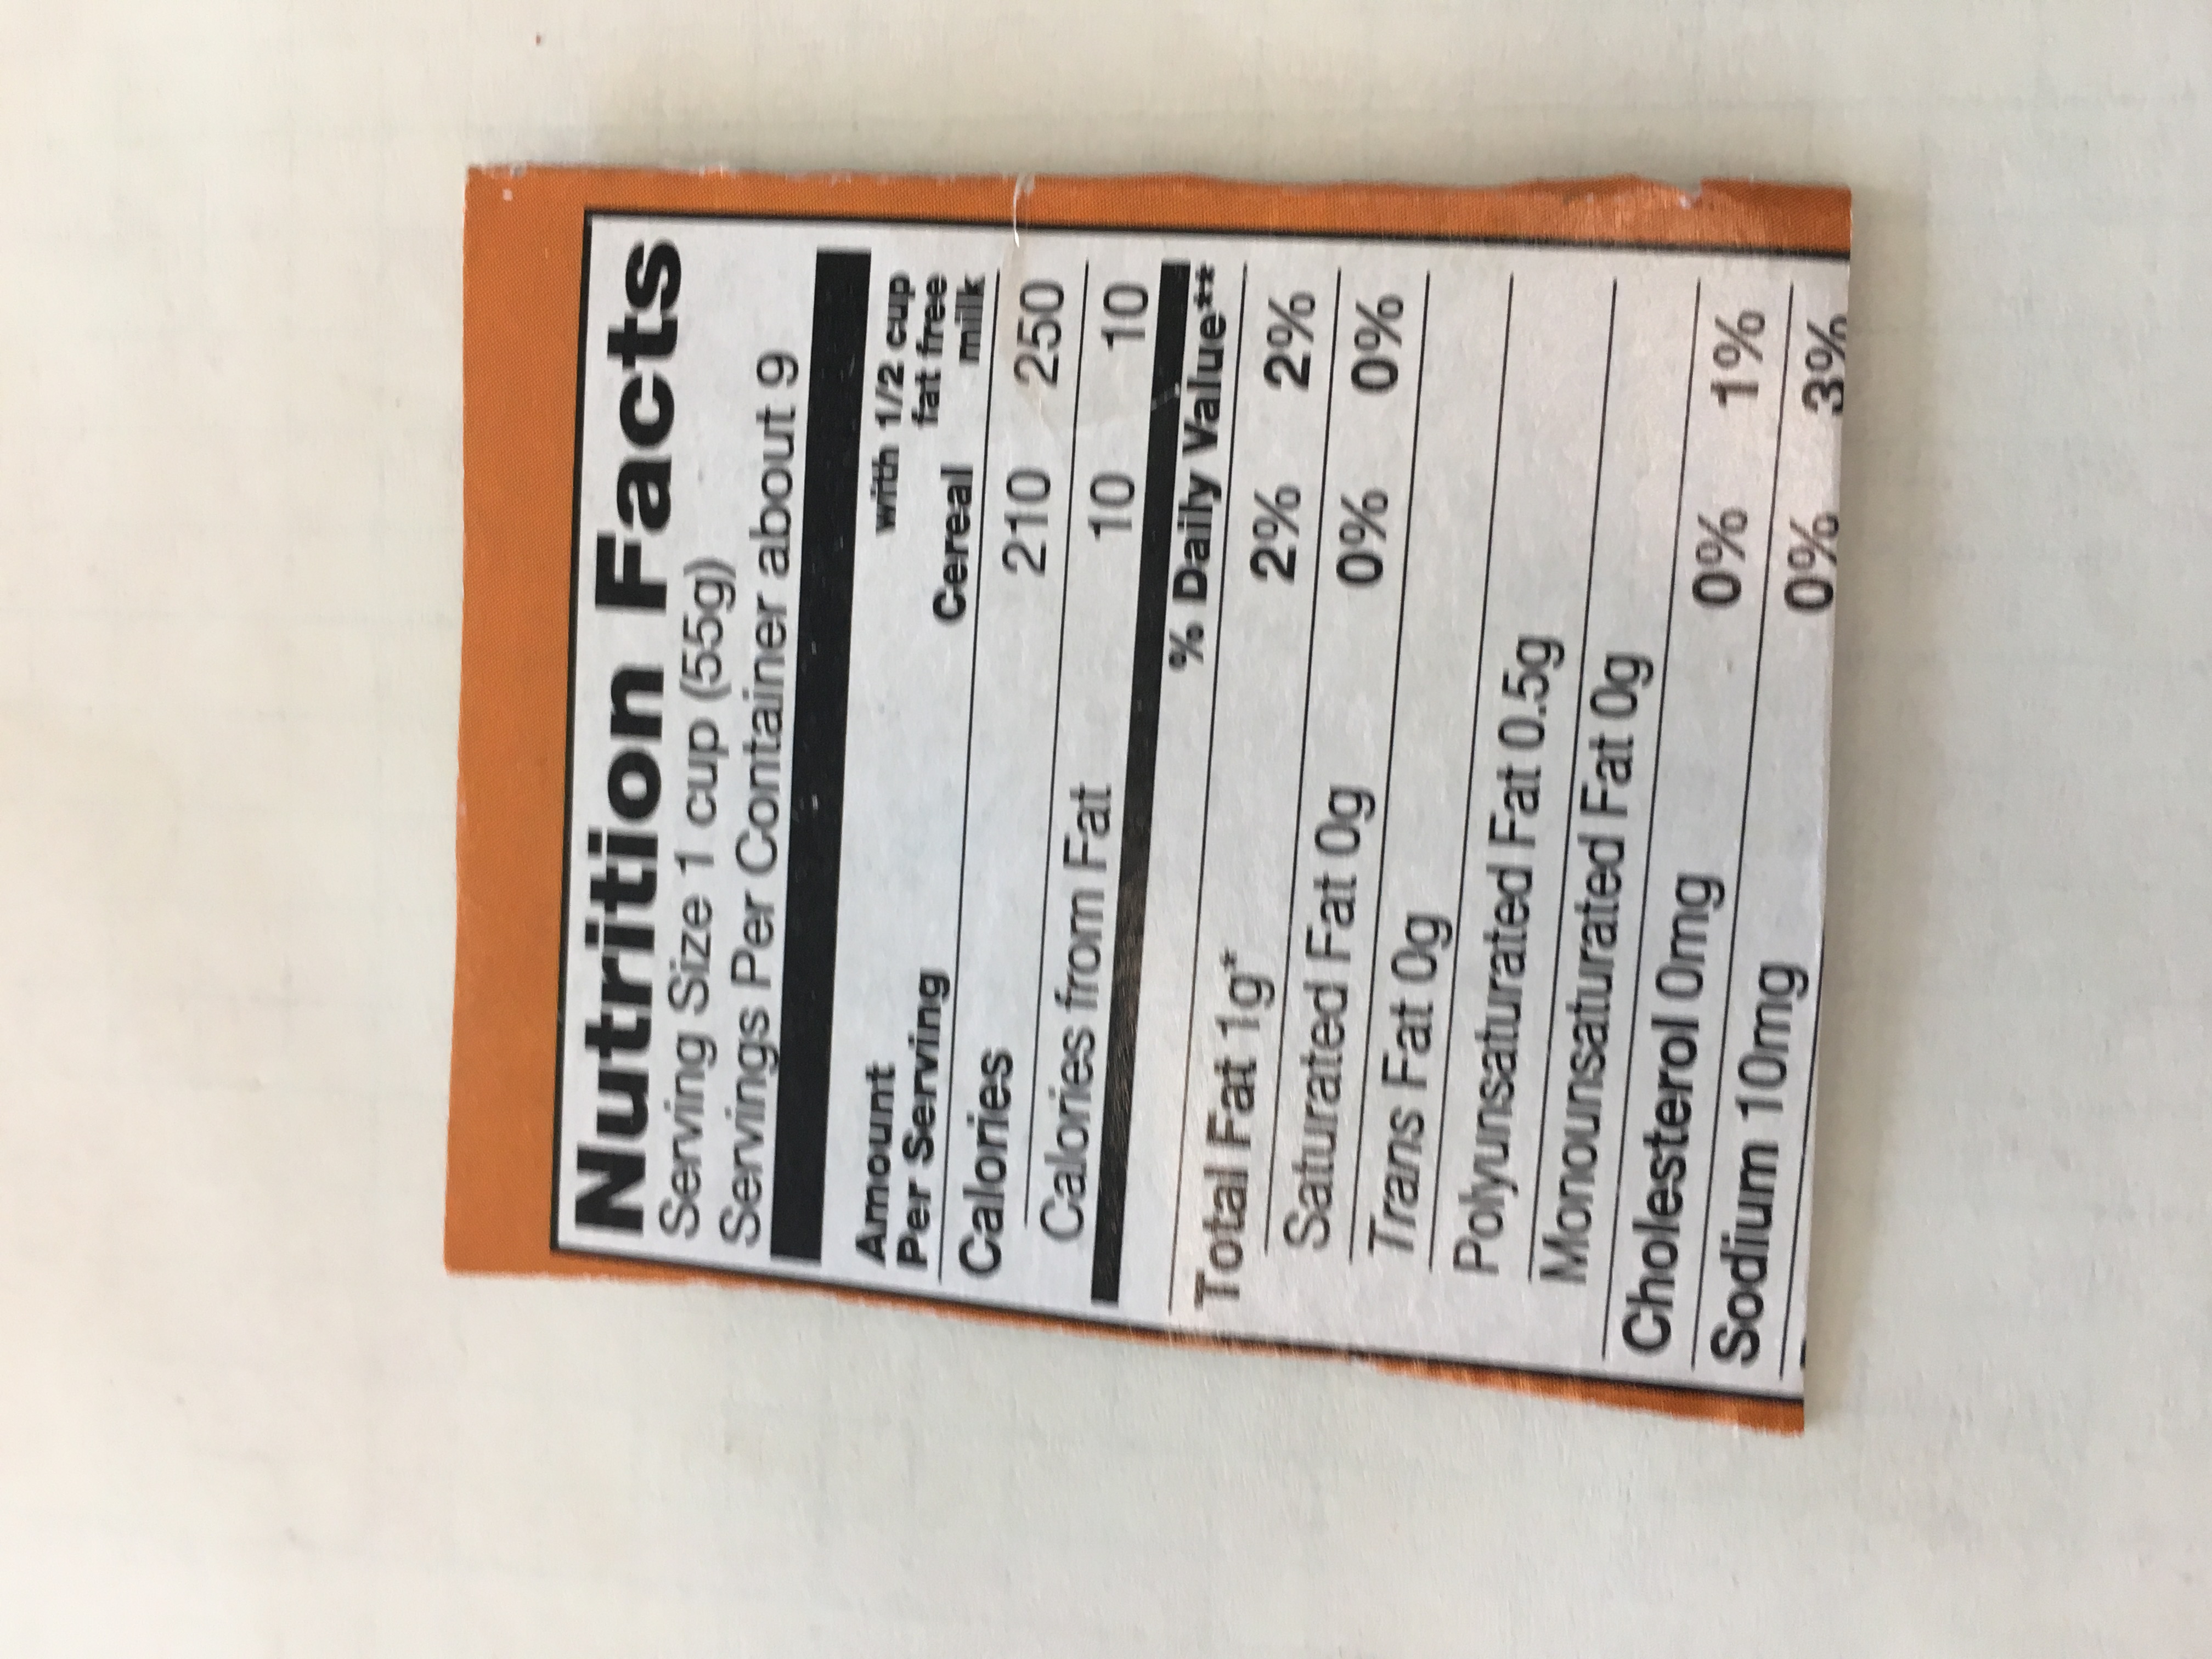 Nutrition Facts
Serving Size 1 cup (55g)
Servings Per Container about 9
Amount
Per Serving
Cereal
with 1/2 cup
fat free
milk
Calories 210 250
Calories from Fat 10 10
% Daily Value**
Total Fat 1g* 2% 2%
Saturated Fat 0g 0% 0%
Trans Fat 0g
Polyunsaturated Fat 0.5g
Monounsaturated Fat 0g
Cholesterol 0mg 0% 1%
Sodium 10mg 0% 3%